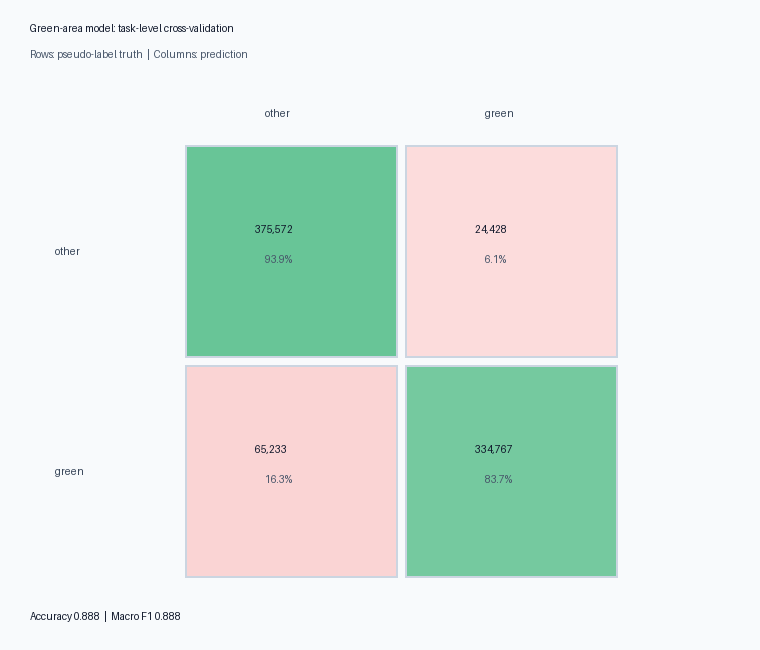 Green-area model: task-level cross-validation
Rows: pseudo-label truth | Columns: prediction
other green
other
375,572 24,428
93.9% 6.1%
green
65,233 334,767
16.3% 83.7%
Accuracy 0.888 | Macro F1 0.888